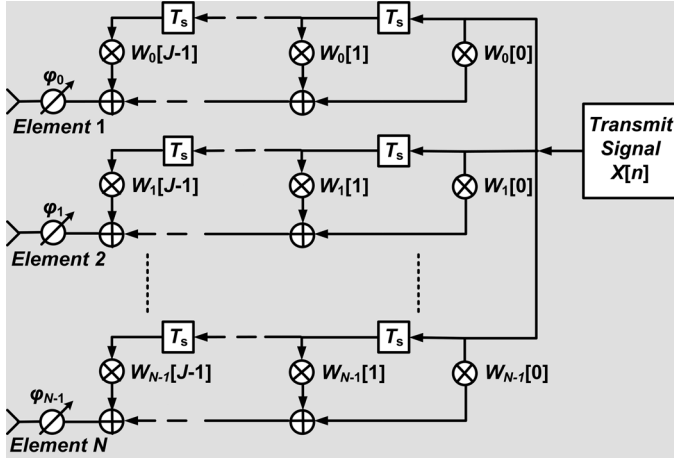 Ts Ts
W0[J-1] W0[1] W0[0]
φ0
Element 1
Transmit
Signal
X[n]
Ts Ts
W1[J-1] W1[1] W1[0]
φ1
Element 2
Ts Ts
WN-1[J-1] WN-1[1] WN-1[0]
φN-1
Element N